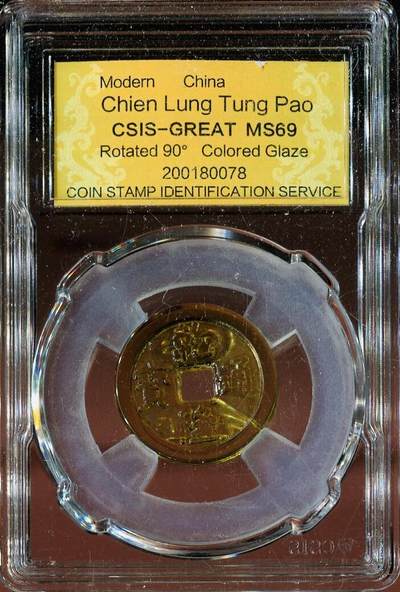 Modern China
Chien Lung Tung Pao
CSIS-GREAT MS69
Rotated 90° Colored Glaze
200180078
COIN STAMP IDENTIFICATION SERVICE